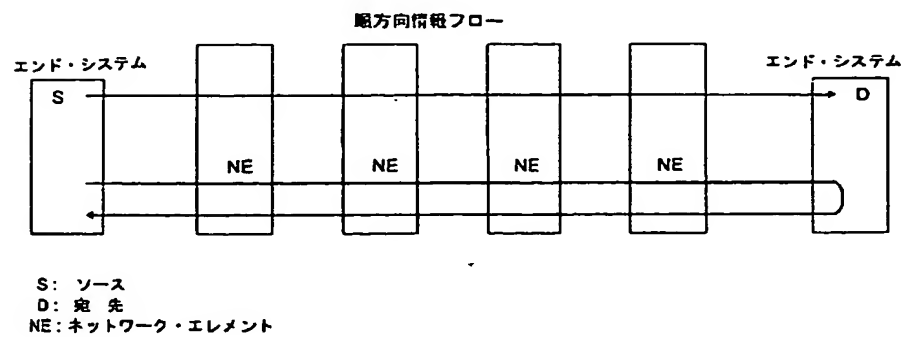 順方向情報フロー
エンド・システム
エンド・システム
S
D
NE
NE
NE
NE
S: ソース
D: 宛 先
NE:ネットワーク・エレメント